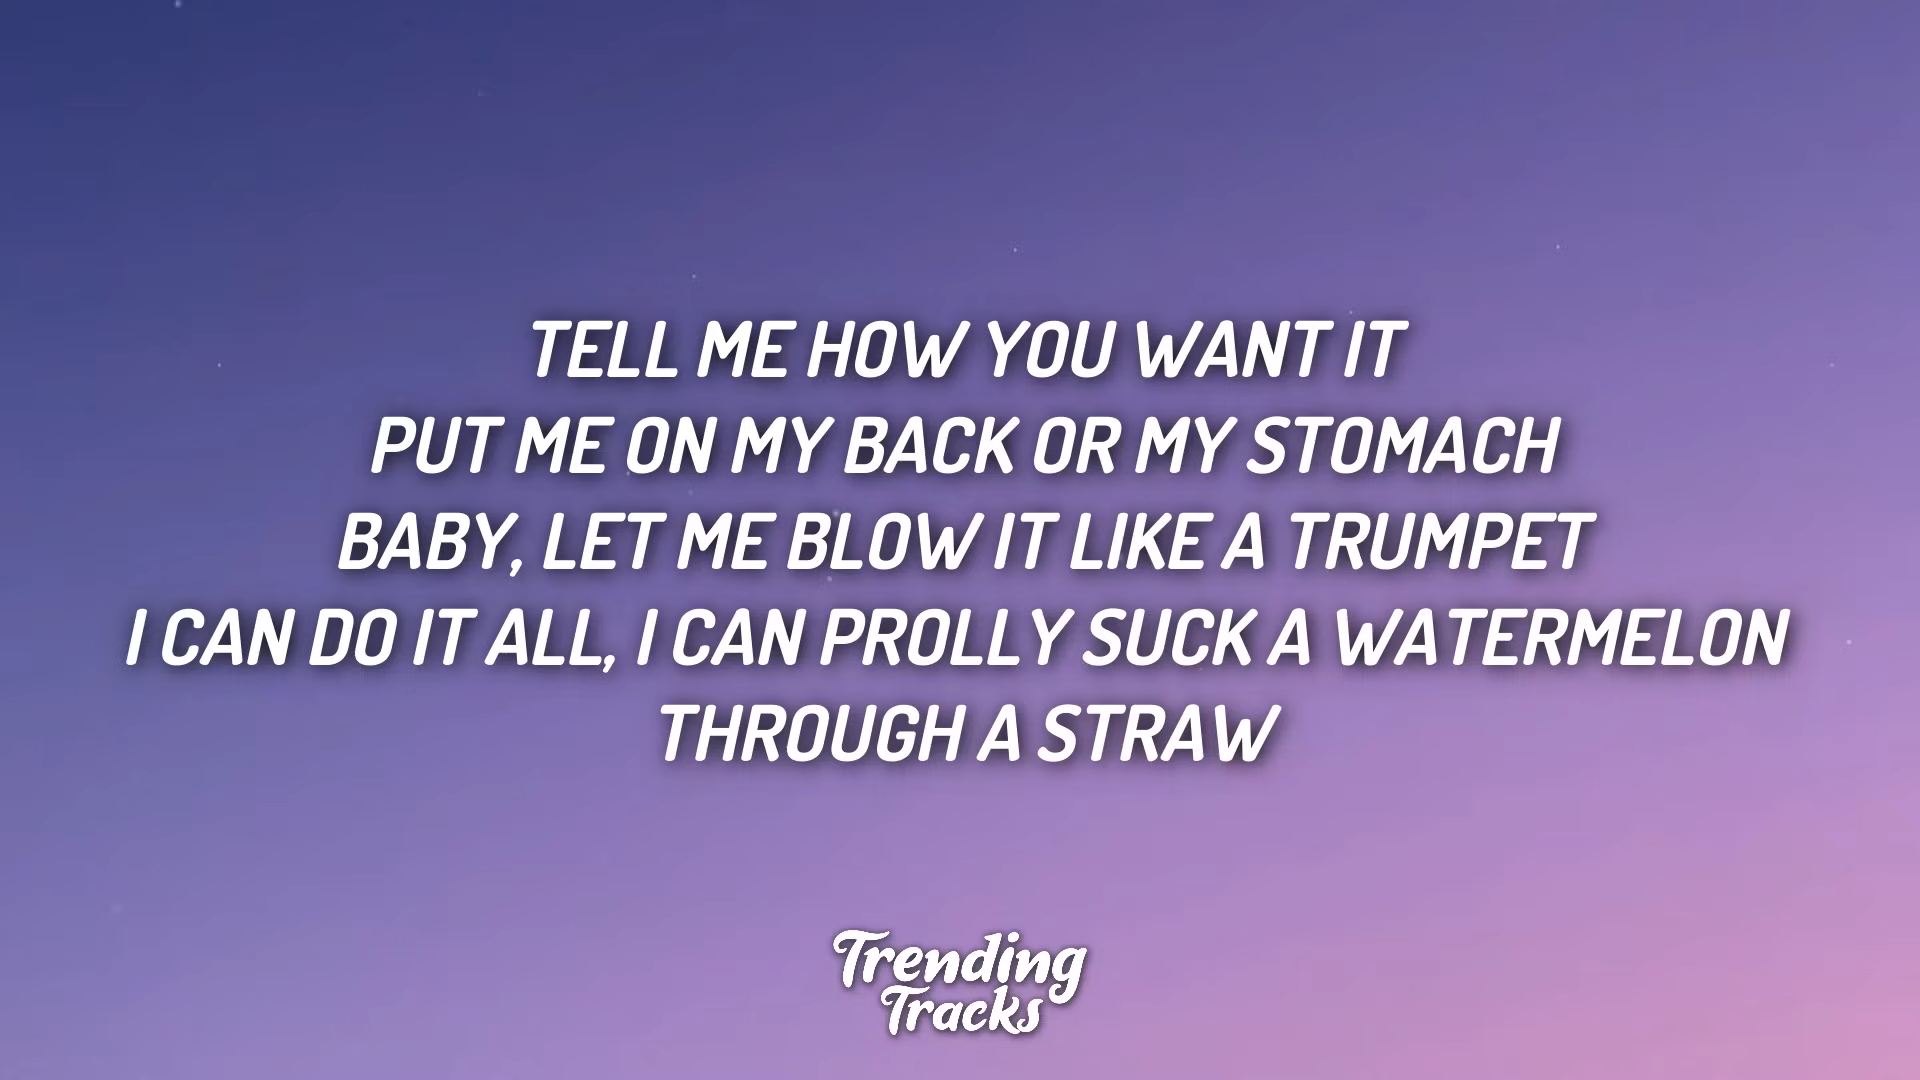 TELL ME HOW YOU WANT IT
PUT ME ON MY BACK OR MY STOMACH
BABY, LET ME BLOW IT LIKE A TRUMPET
I CAN DO IT ALL, I CAN PROLLY SUCK A WATERMELON
THROUGH A STRAW
Trending
Tracks